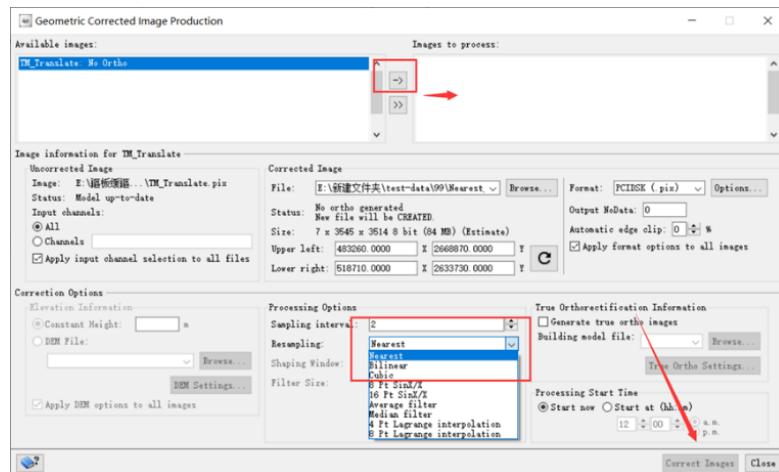 Geometric Corrected Image Production
Available images:
Images to process:
TM_Translate: No Ortho
->
>>
Image information for TM_Translate
Uncorrected Image
Image: E:\...\TM_Translate.pix
Status: Model up-to-date
Input channels:
All
Channels
Apply input channel selection to all files
Corrected Image
File: E:\新建文件夹\test-data\99\Nearest_ Browse...
Status: No ortho generated
New file will be CREATED.
Size: 7 x 3545 x 3514 8 bit (84 MB) (Estimate)
Upper left: 483260.0000 X 2668870.0000 Y
Lower right: 518710.0000 X 2633730.0000 Y
Format: PCIDSK (.pix) Options...
Output NoData: 0
Automatic edge clip: 0 %
Apply format options to all images
Correction Options
Elevation Information
Constant Height: m
DEM File:
Browse...
DEM Settings...
Apply DEM options to all images
Processing Options
Sampling interval: 2
Resampling: Nearest
Shaping Window:
Filter Size:
Nearest
Bilinear
Cubic
8 Pt SinX/X
16 Pt SinX/X
Average filter
Median filter
4 Pt Lagrange interpolation
8 Pt Lagrange interpolation
True Orthorectification Information
Generate true ortho images
Building model file:
Browse...
True Ortho Settings...
Processing Start Time
Start now Start at (hh:mm)
12 : 00 a.m.
p.m.
Correct Images Close